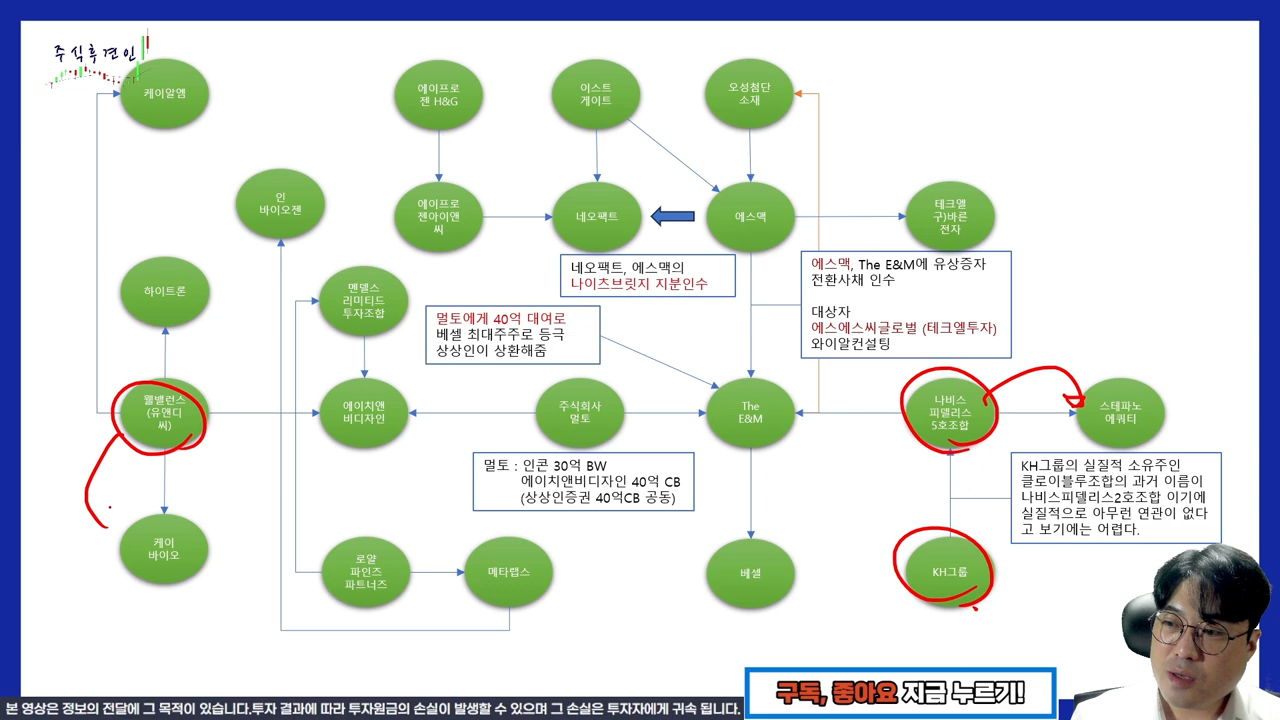 주식후견인
케이알엠
에이프로
젠 H&G
이스트
게이트
오성첨단
소재
인
바이오젠
에이프로
젠아이앤
씨
네오팩트
에스맥
테크엘
구)바른
전자
네오팩트, 에스맥의
나이츠브릿지 지분인수
에스맥, The E&M에 유상증자
전환사채 인수
대상자
에스에스씨글로벌 (테크엘투자)
와이알컨설팅
하이트론
멘델스
리미티드
투자조합
멀토에게 40억 대여로
베셀 최대주주로 등극
상상인이 상환해줌
웰밸런스
(유앤디
씨)
에이치앤
비디자인
주식회사
멀토
The
E&M
나비스
피델리스
5호조합
스테파노
에쿼티
멀토 : 인콘 30억 BW
에이치앤비디자인 40억 CB
(상상인증권 40억CB 공동)
KH그룹의 실질적 소유주인
클로이블루조합의 과거 이름이
나비스피델리스2호조합 이기에
실질적으로 아무런 연관이 없다
고 보기에는 어렵다.
케이
바이오
로얄
파인즈
파트너즈
메타랩스
베셀
KH그룹
구독, 좋아요 지금 누르기!
본 영상은 정보의 전달에 그 목적이 있습니다.투자 결과에 따라 투자원금의 손실이 발생할 수 있으며 그 손실은 투자자에게 귀속 됩니다.